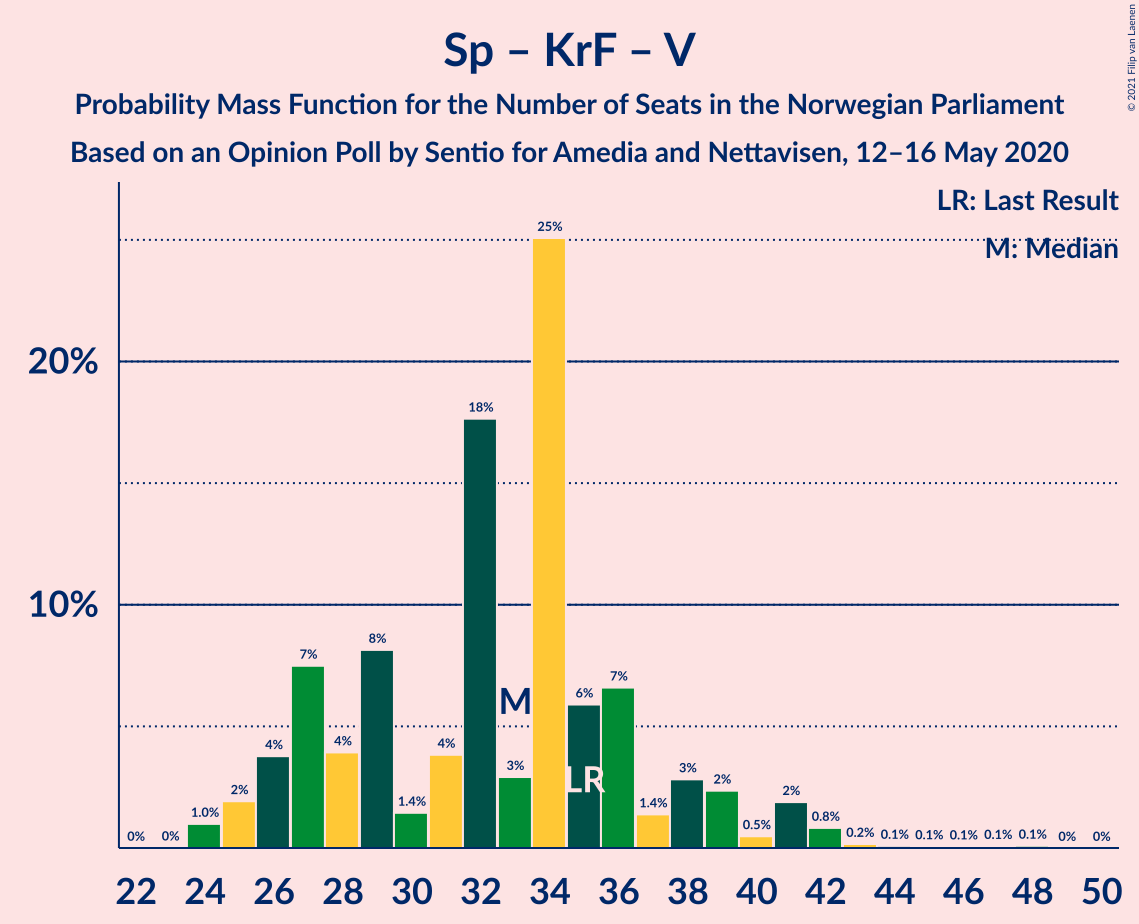 Sp – KrF – V
Probability Mass Function for the Number of Seats in the Norwegian Parliament
Based on an Opinion Poll by Sentio for Amedia and Nettavisen, 12–16 May 2020
© 2021 Filip van Laenen
LR: Last Result
M: Median
20%
10%
0% 0% 1.0% 2% 4% 7% 4% 8% 1.4% 4% 18% 3% 25% 6% 7% 1.4% 3% 2% 0.5% 2% 0.8% 0.2% 0.1% 0.1% 0.1% 0.1% 0.1% 0% 0%
M
LR
22 24 26 28 30 32 34 36 38 40 42 44 46 48 50